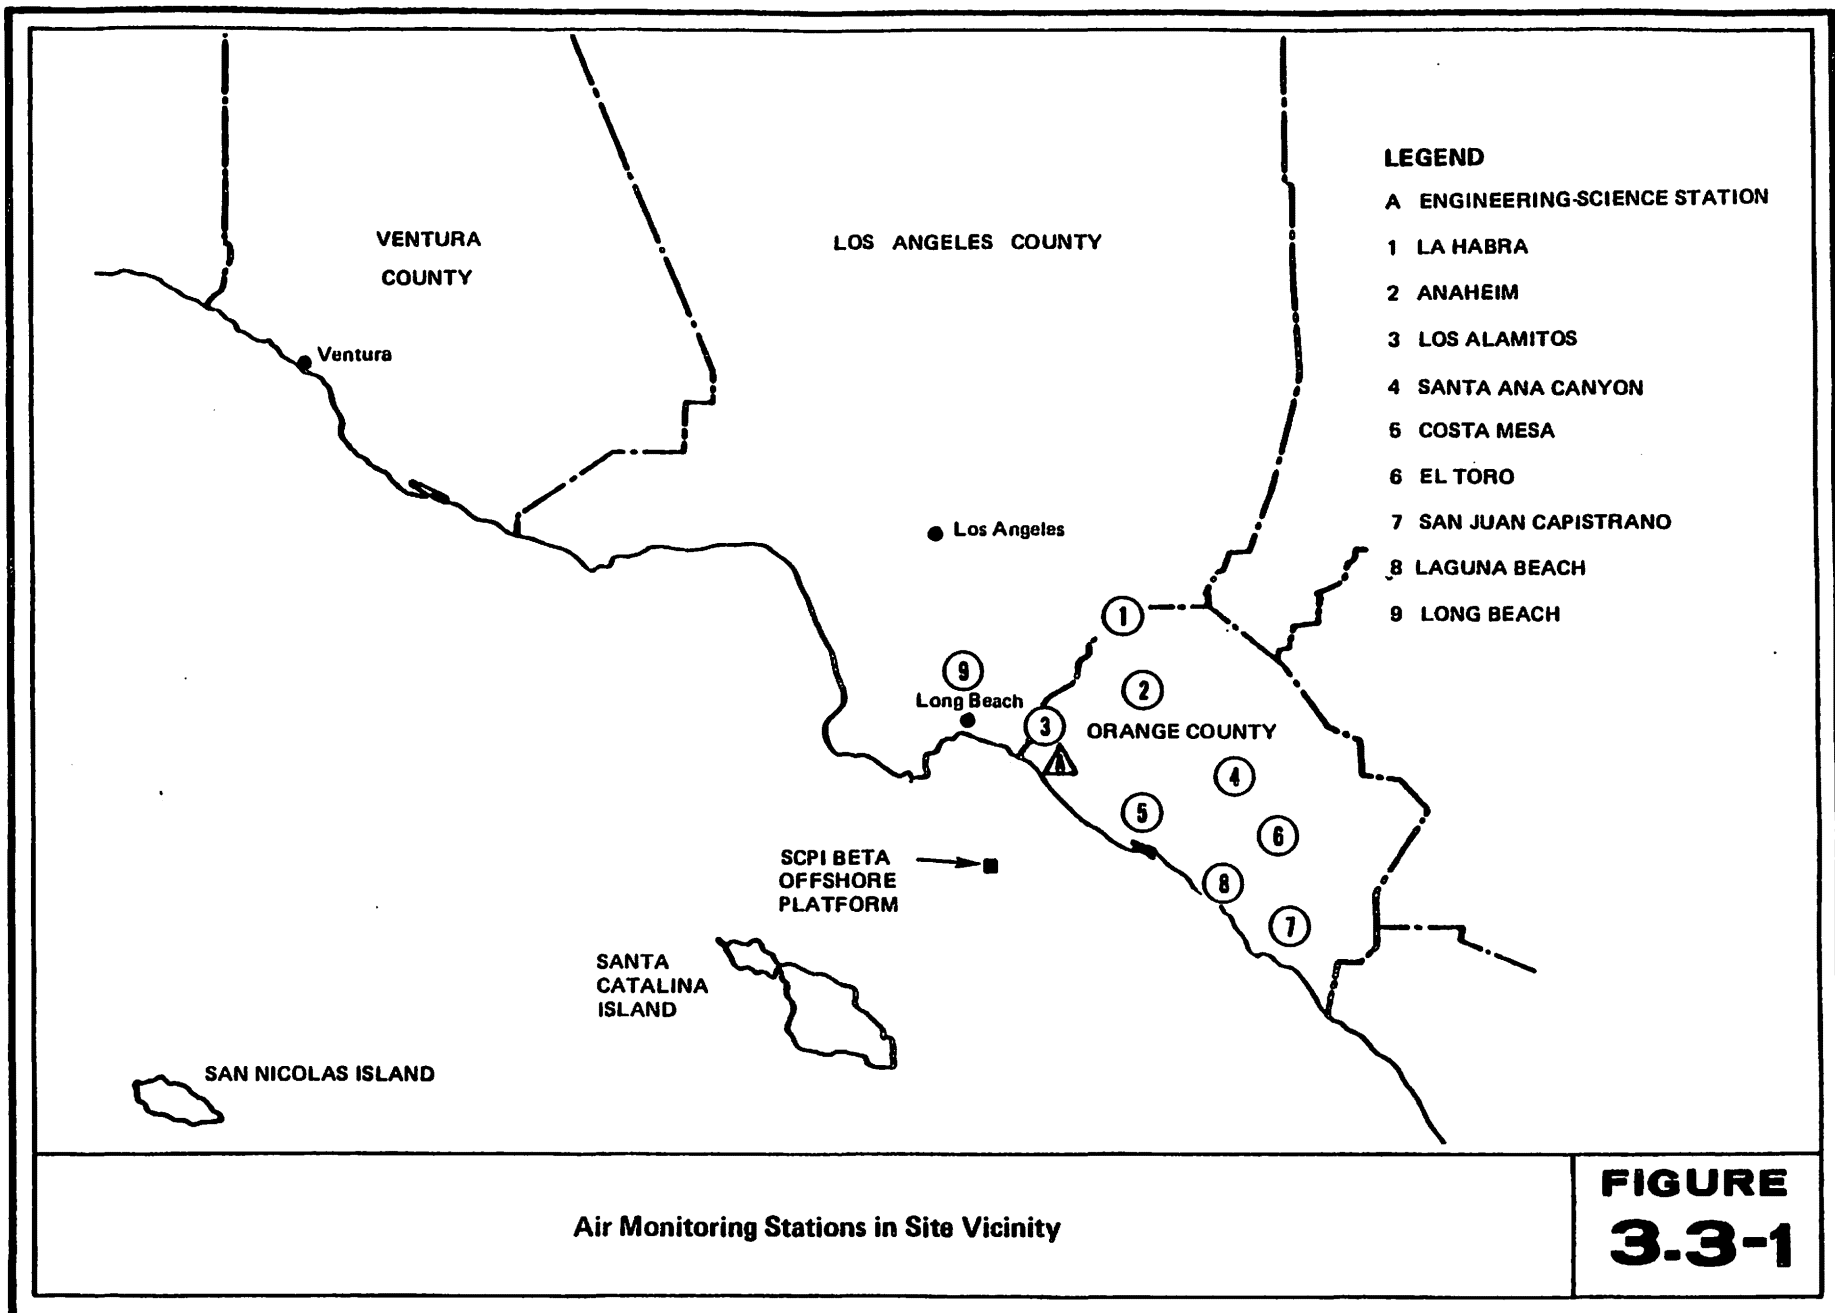 LEGEND
A ENGINEERING-SCIENCE STATION
1 LA HABRA
2 ANAHEIM
3 LOS ALAMITOS
4 SANTA ANA CANYON
5 COSTA MESA
6 EL TORO
7 SAN JUAN CAPISTRANO
8 LAGUNA BEACH
9 LONG BEACH
VENTURA
COUNTY
LOS ANGELES COUNTY
Ventura
Los Angeles
1
9
Long Beach
2
3
ORANGE COUNTY
A
4
5
6
8
7
SCPI BETA
OFFSHORE
PLATFORM
SANTA
CATALINA
ISLAND
SAN NICOLAS ISLAND
Air Monitoring Stations in Site Vicinity
FIGURE
3.3-1